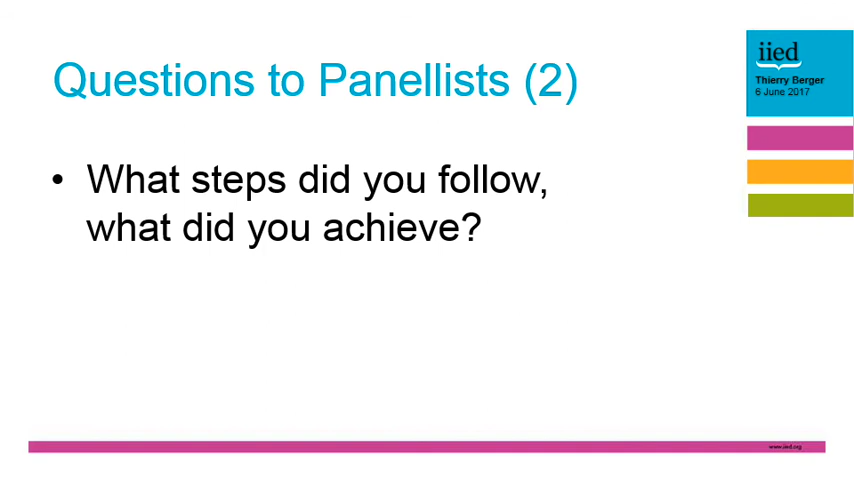 Questions to Panellists (2)
iied
Thierry Berger
6 June 2017
• What steps did you follow,
what did you achieve?
www.iied.org